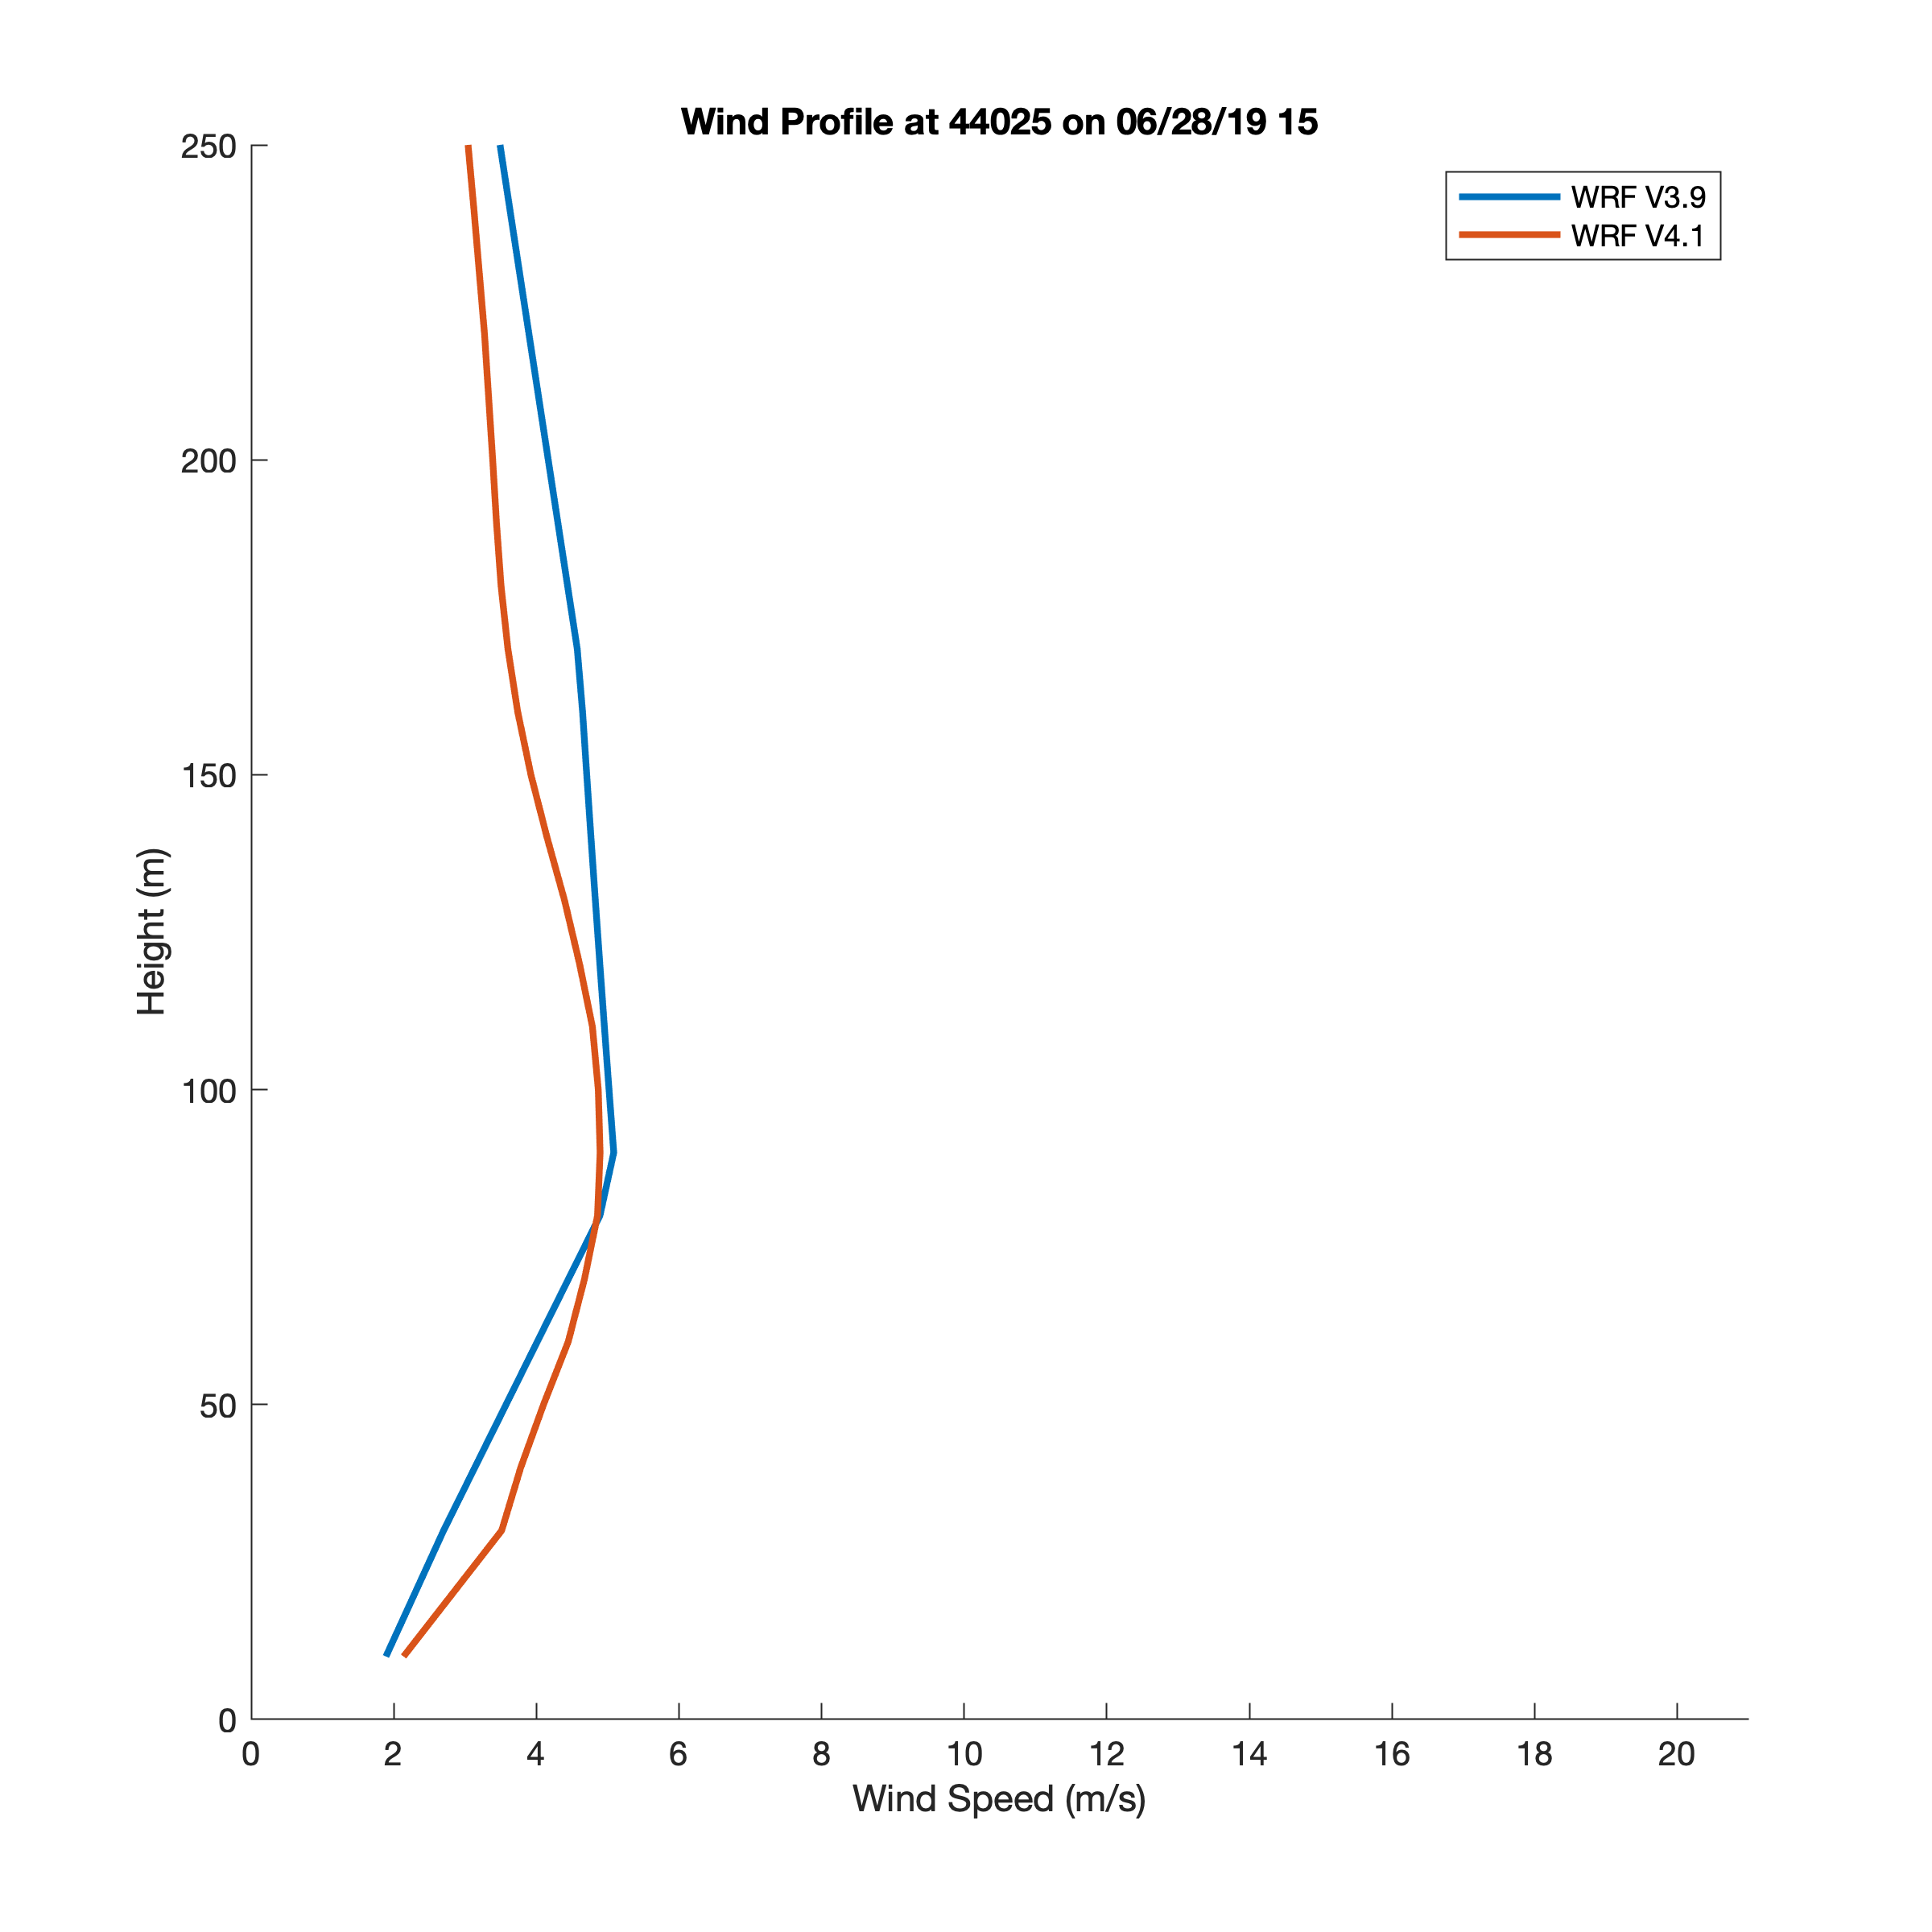 Wind Profile at 44025 on 06/28/19 15
WRF V3.9
WRF V4.1
250
200
150
100
50
0
Height (m)
0 2 4 6 8 10 12 14 16 18 20
Wind Speed (m/s)